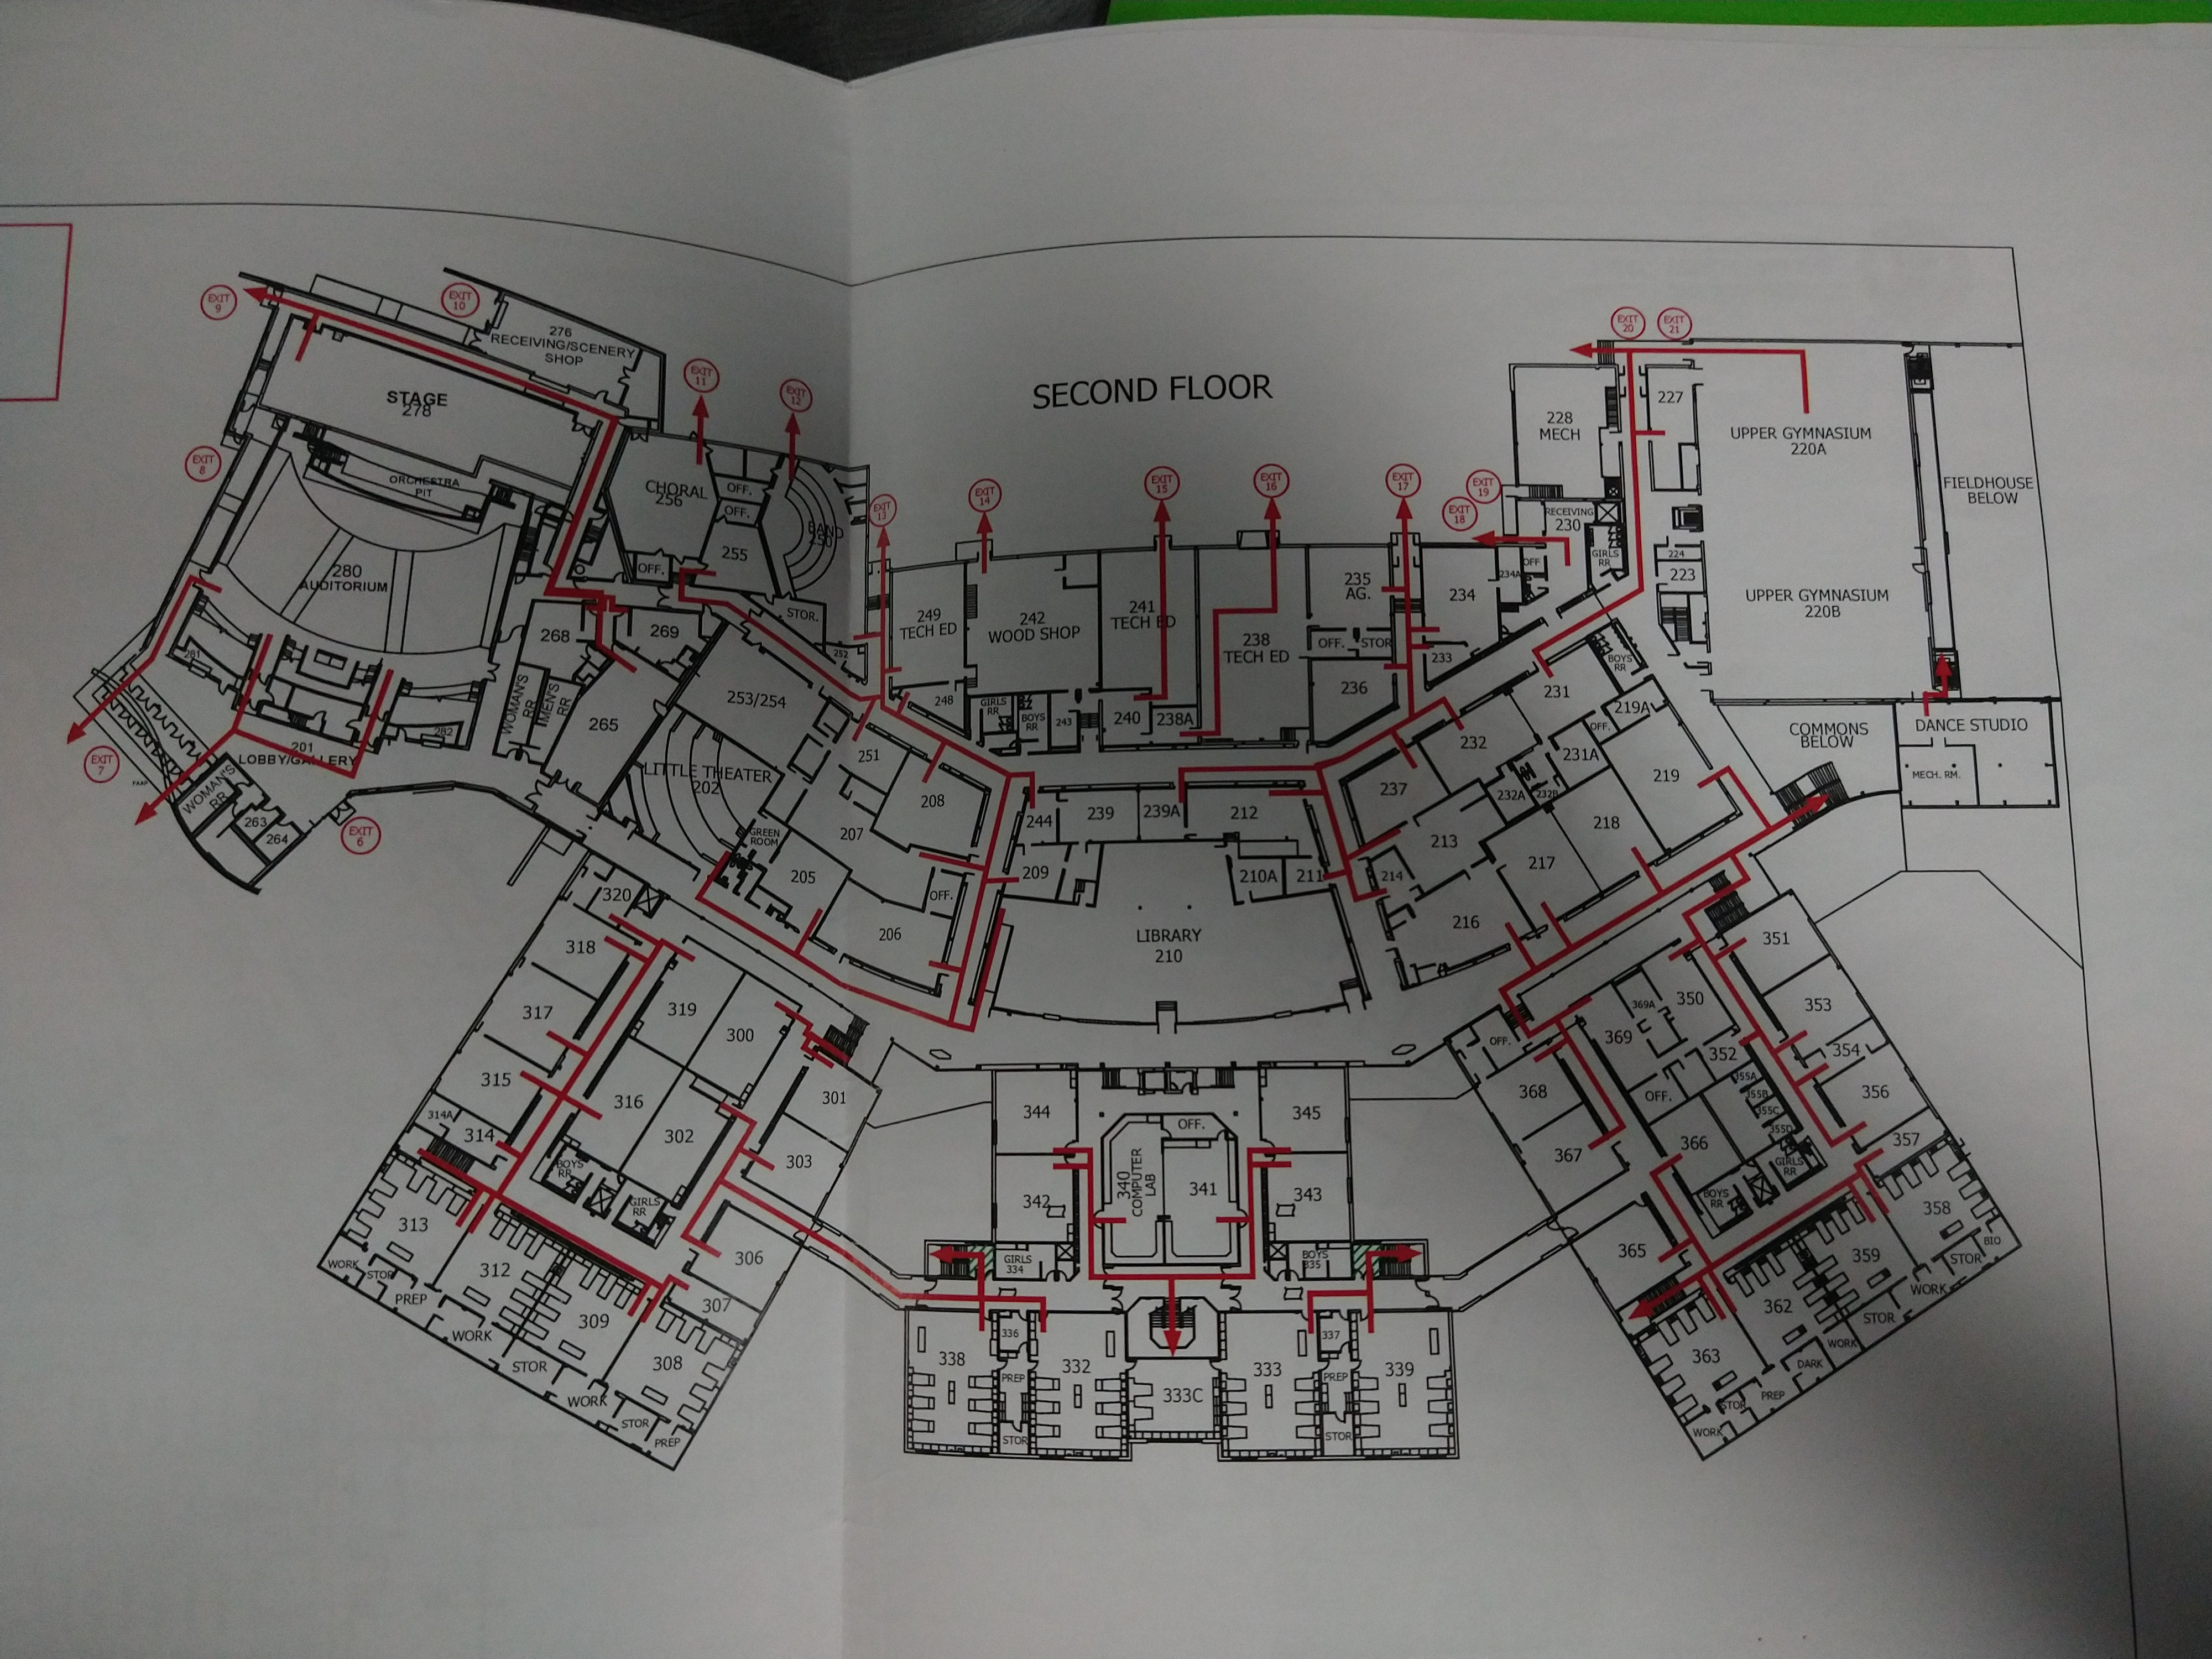 SECOND FLOOR
EXIT
7
EXIT
8
EXIT
9
EXIT
10
EXIT
6
EXIT
11
EXIT
12
EXIT
13
EXIT
14
EXIT
15
EXIT
16
EXIT
17
EXIT
18
EXIT
19
EXIT
20
EXIT
21
STAGE
278
ORCHESTRA
PIT
280
AUDITORIUM
281
282
201
LOBBY/GALLERY
WOMAN'S
RR
263
264
276
RECEIVING/SCENERY
SHOP
WOMAN'S
RR
MEN'S
RR
268
265
269
OFF.
CHORAL
256
255
OFF.
OFF.
BAND
250
STOR.
252
253/254
LITTLE THEATER
202
GREEN
ROOM
205
206
207
251
208
OFF.
249
TECH ED
248
242
WOOD SHOP
GIRLS
RR
BOYS
RR
243
241
TECH ED
240
238A
238
TECH ED
236
OFF.
STOR
235
AG.
209
244
239
239A
212
LIBRARY
210
210A
211
214
237
213
216
232
233
234
234A
OFF
232A
232B
217
218
231
231A
OFF.
219A
219
BOYS
RR
GIRLS
RR
RECEIVING
230
228
MECH
227
223
224
UPPER GYMNASIUM
220A
UPPER GYMNASIUM
220B
COMMONS
BELOW
DANCE STUDIO
MECH. RM.
FIELDHOUSE
BELOW
WORK
STOR
PREP
313
314A
314
315
317
318
320
312
WORK
STOR
309
WORK
STOR
PREP
308
307
306
BOYS
RR
GIRLS
RR
316
302
319
300
303
301
338
STOR
PREP
336
GIRLS
334
342
344
332
333C
340
COMPUTER
LAB
341
OFF.
333
343
345
BOYS
335
337
PREP
STOR
339
OFF.
368
367
369
369A
350
365
366
OFF.
352
355A
355B
355C
355D
BOYS
RR
GIRLS
RR
351
353
354
356
357
363
WORK
STOR
PREP
362
DARK
WORK
359
STOR
WORK
358
STOR
BIO